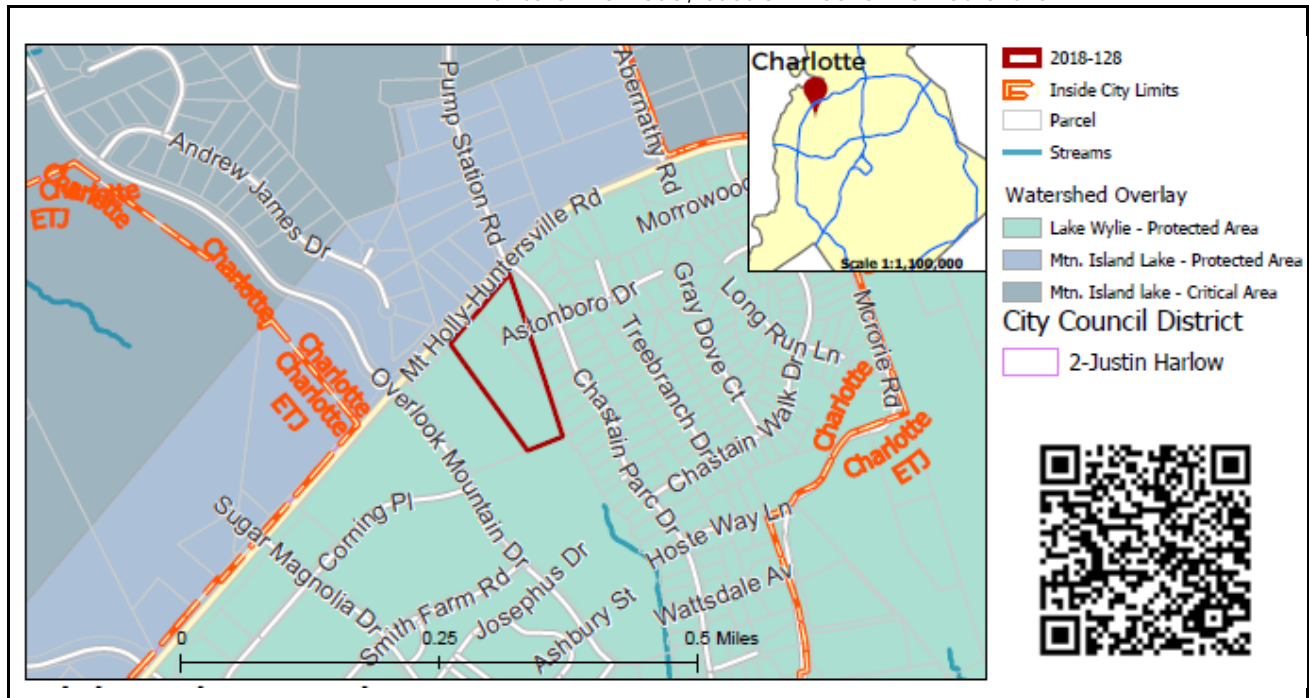 Pump Station Rd
Abernathy Rd
Charlotte
Scale 1:1,100,000
Andrew James Dr
Mt Holly-Huntersville Rd
Morrowood
Charlotte
Charlotte
ETJ
Charlotte
Astonboro Dr
Gray Dove Ct
Long Run Ln
Mcrorie Rd
Treebranch Dr
Charlotte
Charlotte
ETJ
Overlook Mountain Dr
Chastain Parc Dr
Chastain Walk Dr
Charlotte
Charlotte
ETJ
Corning Pl
Sugar Magnolia Dr
Hoste Way Ln
Smith Farm Rd
Josephus Dr
Ashbury St
Wattsdale Av
0
0.25
0.5 Miles
2018-128
Inside City Limits
Parcel
Streams
Watershed Overlay
Lake Wylie - Protected Area
Mtn. Island Lake - Protected Area
Mtn. Island lake - Critical Area
City Council District
2-Justin Harlow